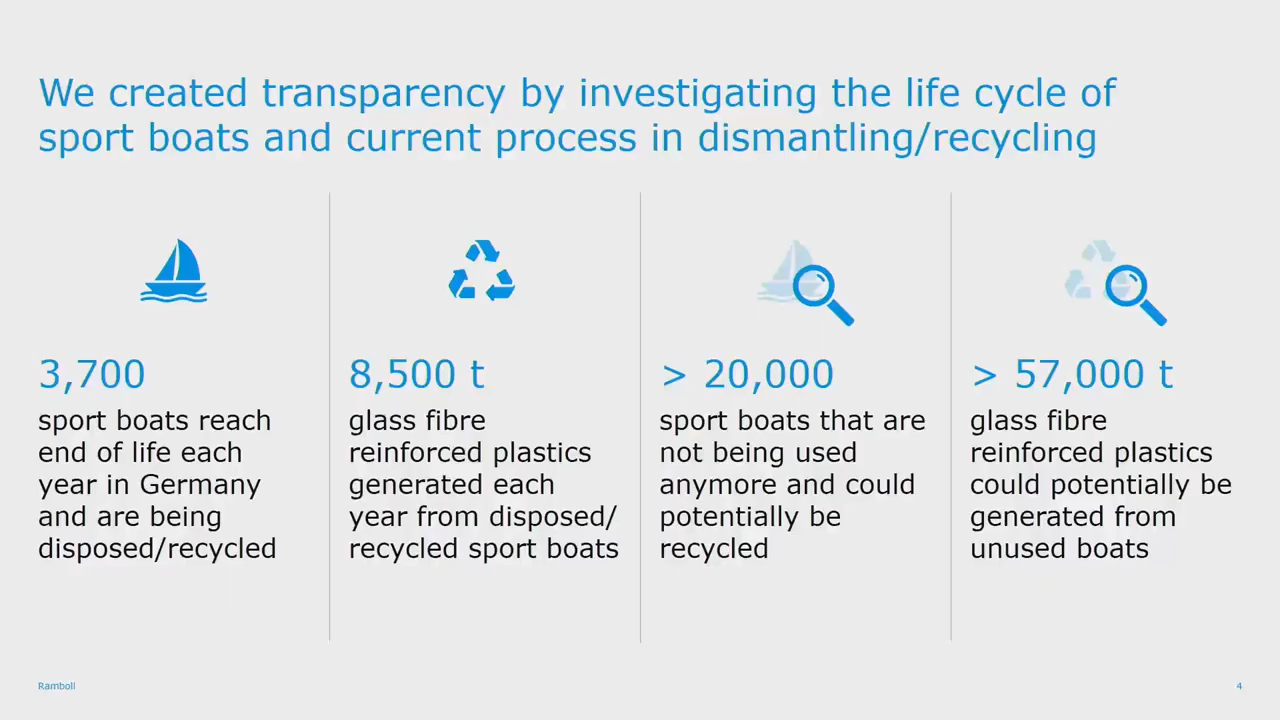 We created transparency by investigating the life cycle of
sport boats and current process in dismantling/recycling
3,700
sport boats reach
end of life each
year in Germany
and are being
disposed/recycled
8,500 t
glass fibre
reinforced plastics
generated each
year from disposed/
recycled sport boats
> 20,000
sport boats that are
not being used
anymore and could
potentially be
recycled
> 57,000 t
glass fibre
reinforced plastics
could potentially be
generated from
unused boats
Ramboll
4